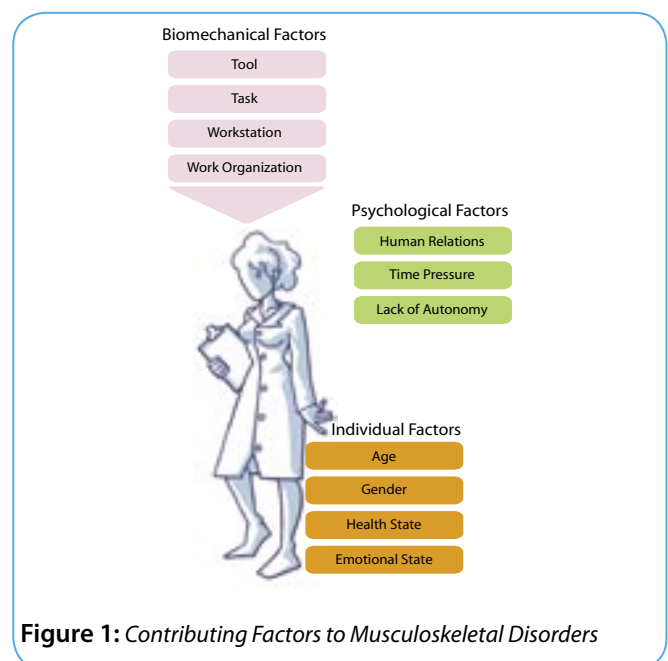 Biomechanical Factors
Tool
Task
Workstation
Work Organization
Psychological Factors
Human Relations
Time Pressure
Lack of Autonomy
Individual Factors
Age
Gender
Health State
Emotional State
Figure 1: Contributing Factors to Musculoskeletal Disorders